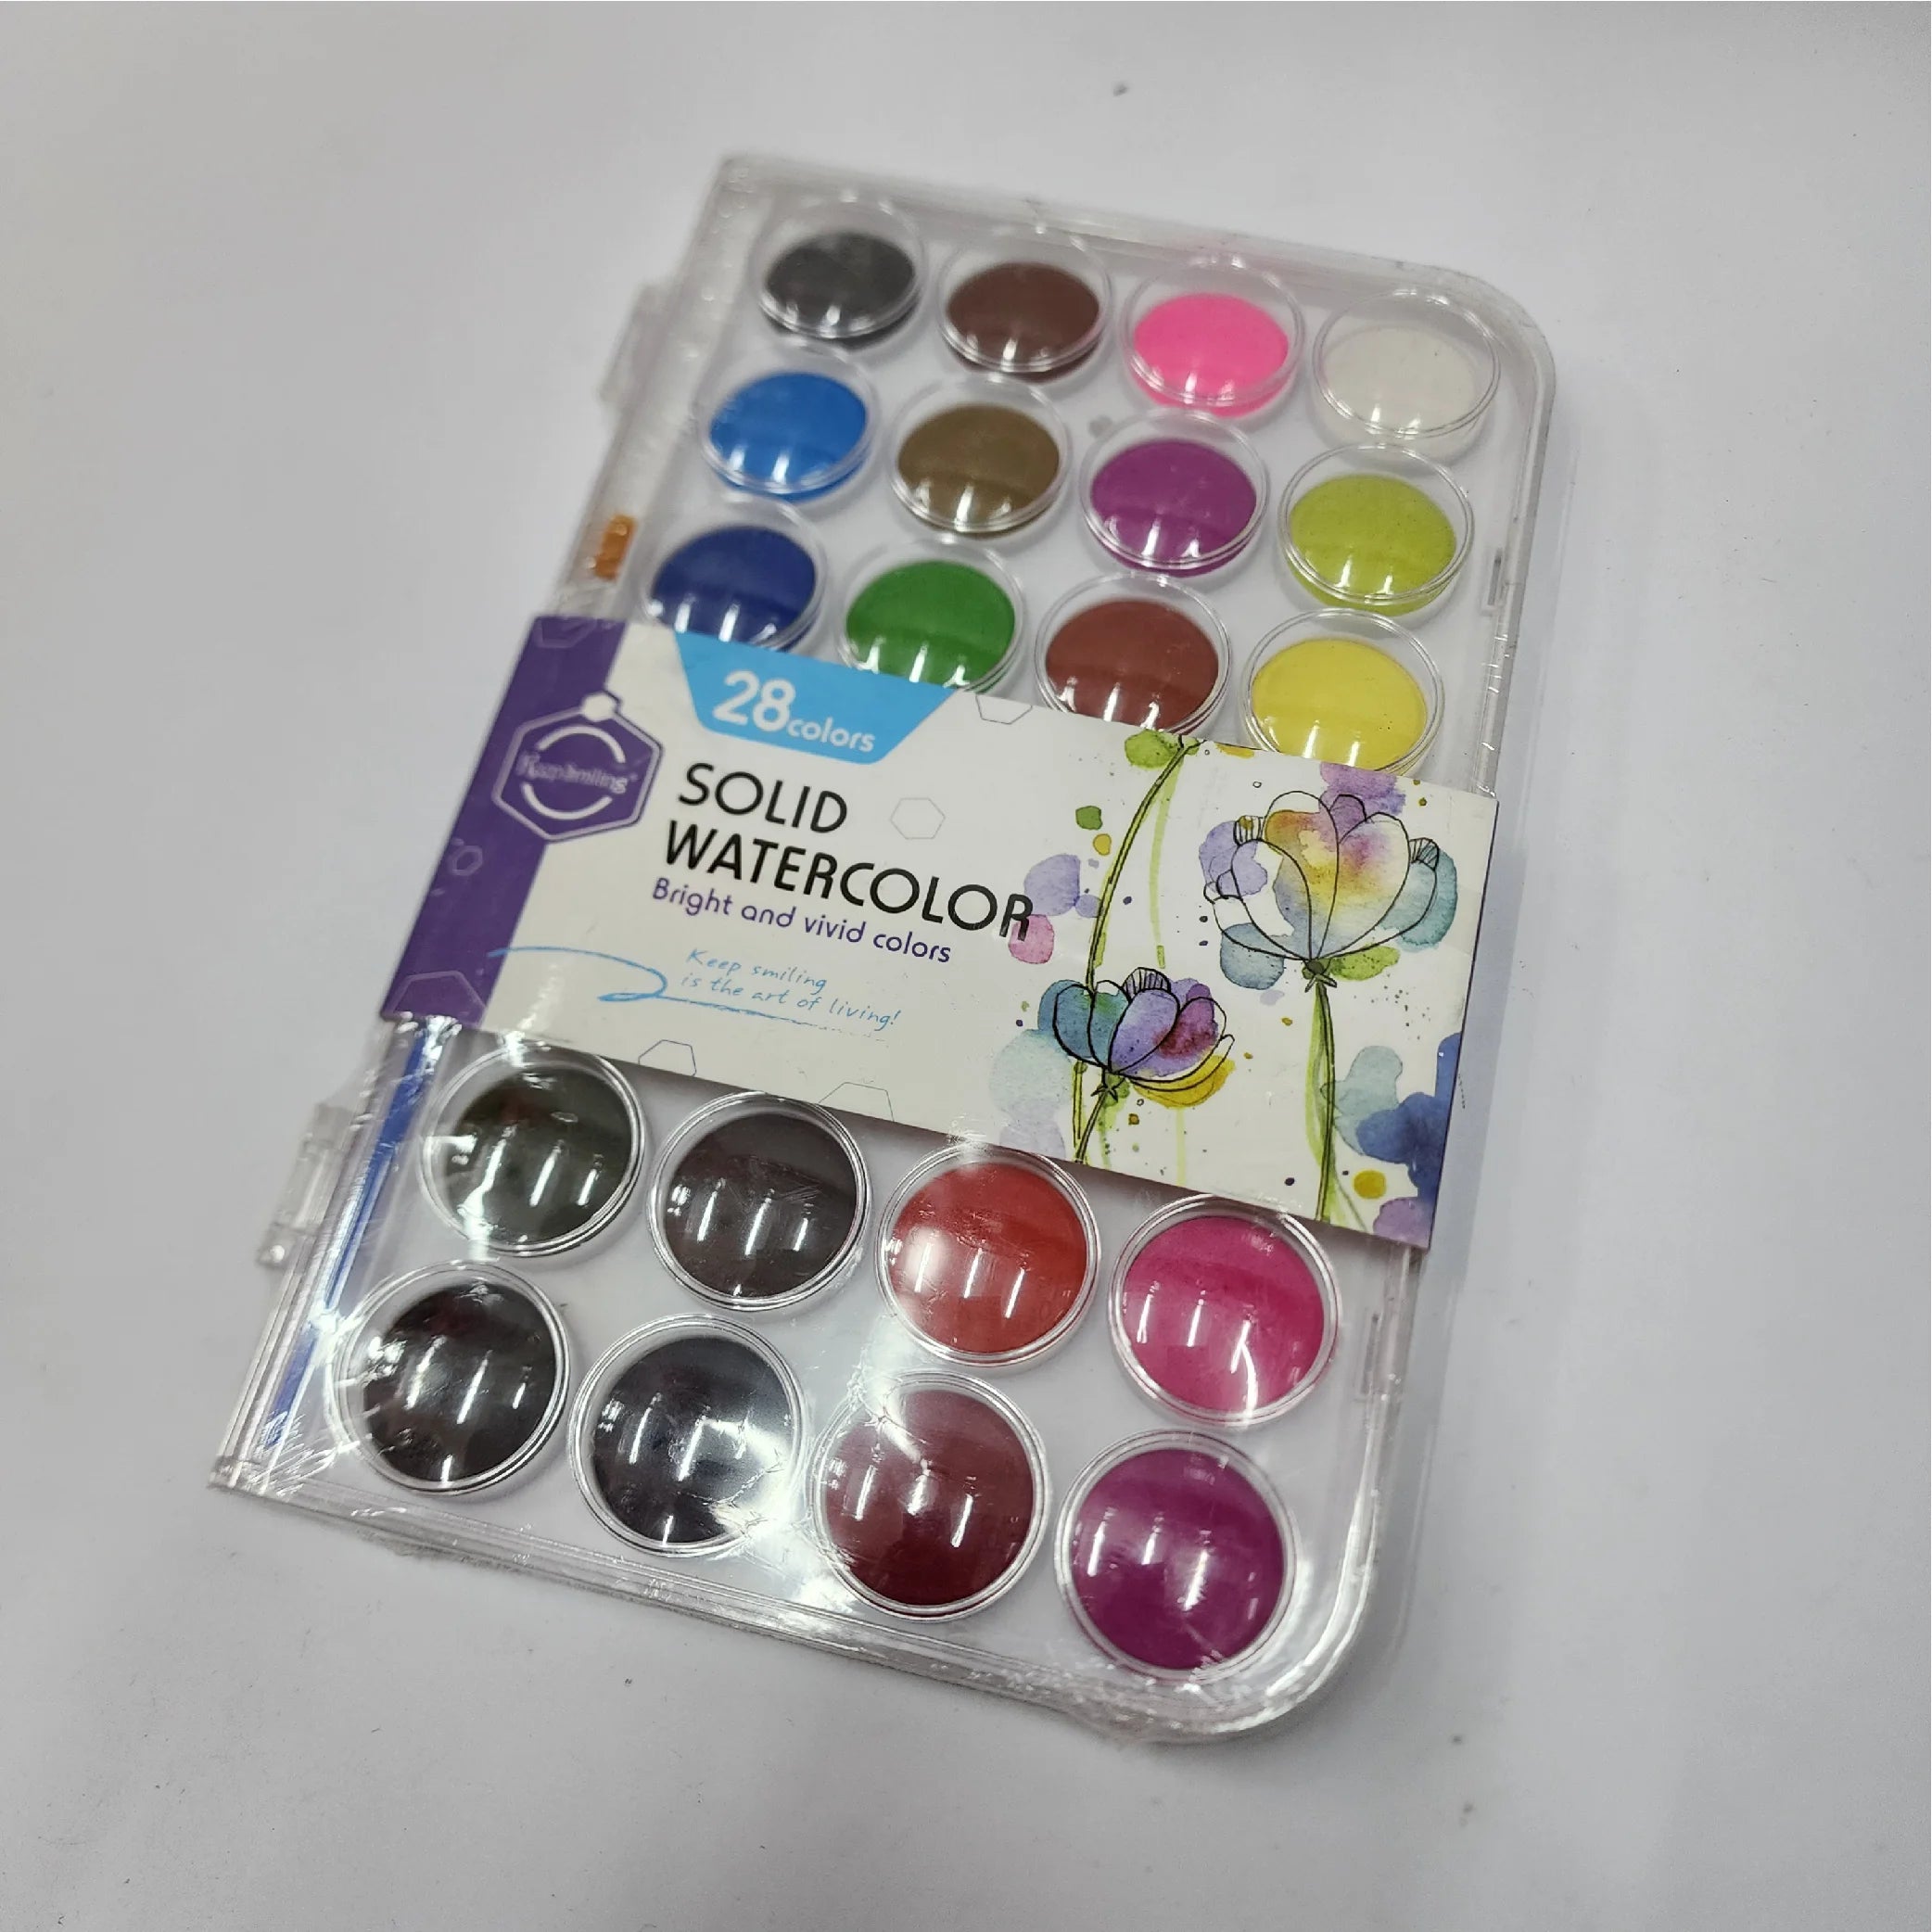 28colors
KeepSmiling
SOLID
WATERCOLOR
Bright and vivid colors
Keep smiling
is the art of living!